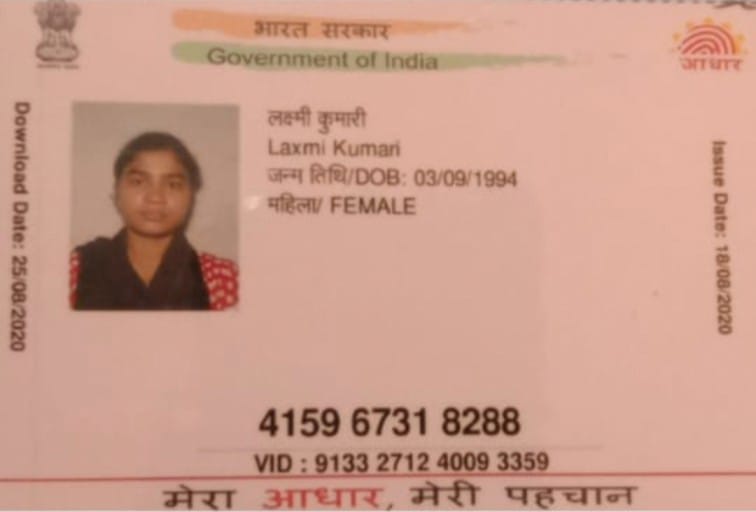 भारत सरकार
Government of India
आधार
Download Date: 25/08/2020
लक्ष्मी कुमारी
Laxmi Kumari
जन्म तिथि/DOB: 03/09/1994
महिला/ FEMALE
Issue Date: 18/08/2020
4159 6731 8288
VID : 9133 2712 4009 3359
मेरा आधार, मेरी पहचान